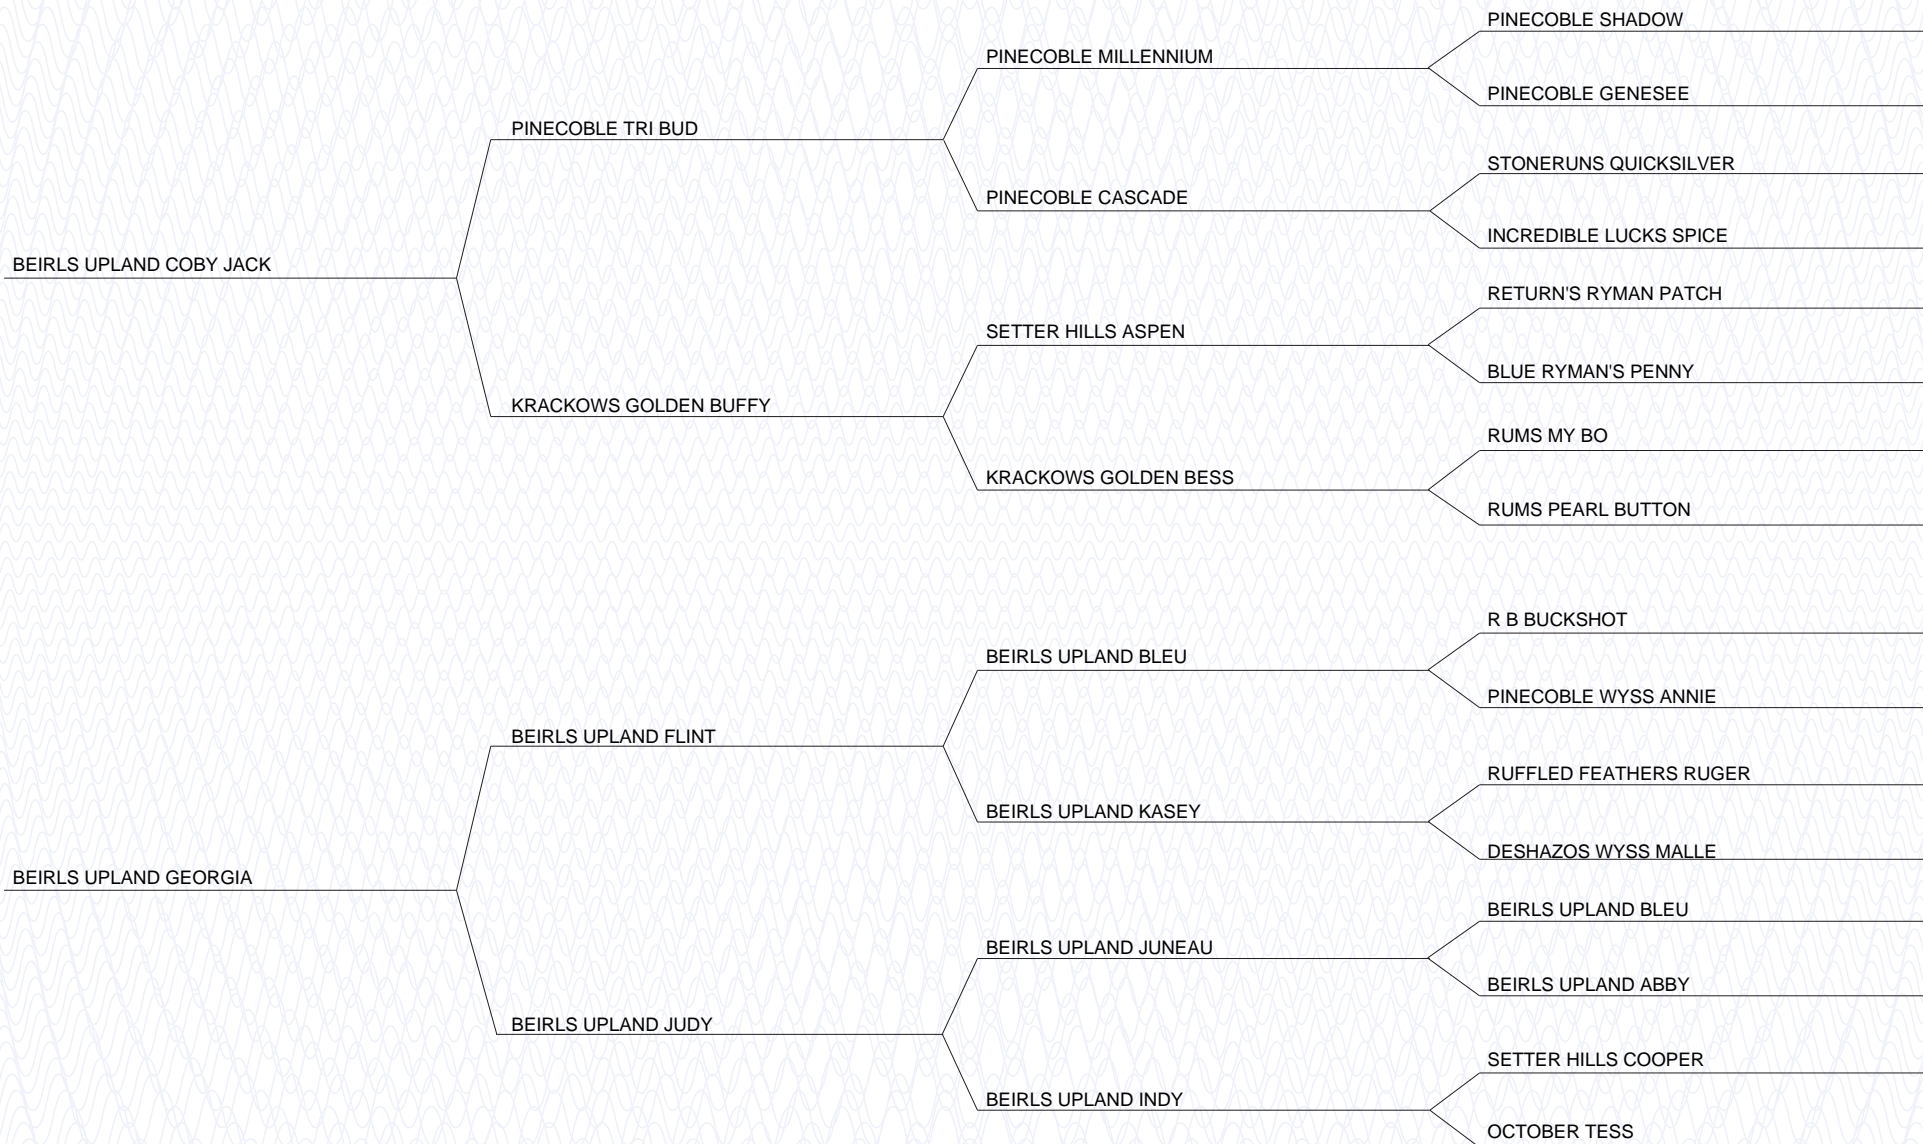 PINECOBLE SHADOW
PINECOBLE MILLENNIUM
PINECOBLE GENESEE
PINECOBLE TRI BUD
STONERUNS QUICKSILVER
PINECOBLE CASCADE
INCREDIBLE LUCKS SPICE
BEIRLS UPLAND COBY JACK
RETURN'S RYMAN PATCH
SETTER HILLS ASPEN
BLUE RYMAN'S PENNY
KRACKOWS GOLDEN BUFFY
RUMS MY BO
KRACKOWS GOLDEN BESS
RUMS PEARL BUTTON
R B BUCKSHOT
BEIRLS UPLAND BLEU
PINECOBLE WYSS ANNIE
BEIRLS UPLAND FLINT
RUFFLED FEATHERS RUGER
BEIRLS UPLAND KASEY
DESHAZOS WYSS MALLE
BEIRLS UPLAND GEORGIA
BEIRLS UPLAND BLEU
BEIRLS UPLAND JUNEAU
BEIRLS UPLAND ABBY
BEIRLS UPLAND JUDY
SETTER HILLS COOPER
BEIRLS UPLAND INDY
OCTOBER TESS